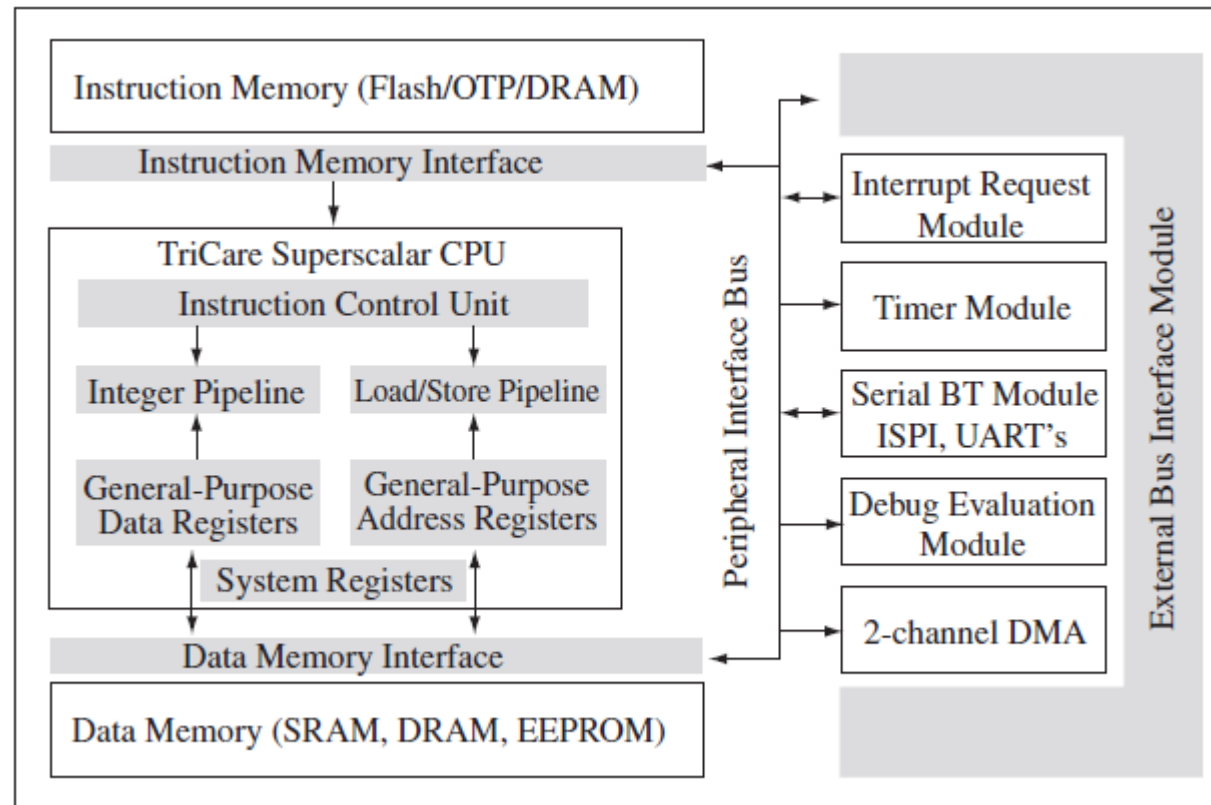 Instruction Memory (Flash/OTP/DRAM)
Instruction Memory Interface
TriCare Superscalar CPU
Instruction Control Unit
Integer Pipeline
Load/Store Pipeline
General-Purpose
Data Registers
General-Purpose
Address Registers
System Registers
Data Memory Interface
Data Memory (SRAM, DRAM, EEPROM)
Peripheral Interface Bus
Interrupt Request
Module
Timer Module
Serial BT Module
ISPI, UART's
Debug Evaluation
Module
2-channel DMA
External Bus Interface Module